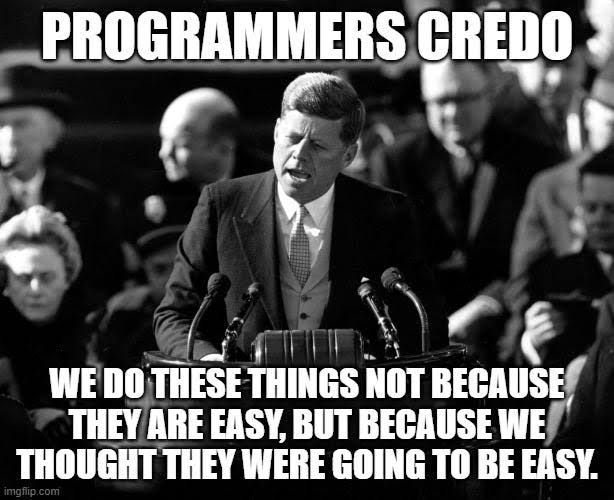 PROGRAMMERS CREDO
WE DO THESE THINGS NOT BECAUSE
THEY ARE EASY, BUT BECAUSE WE
THOUGHT THEY WERE GOING TO BE EASY.
imgflip.com